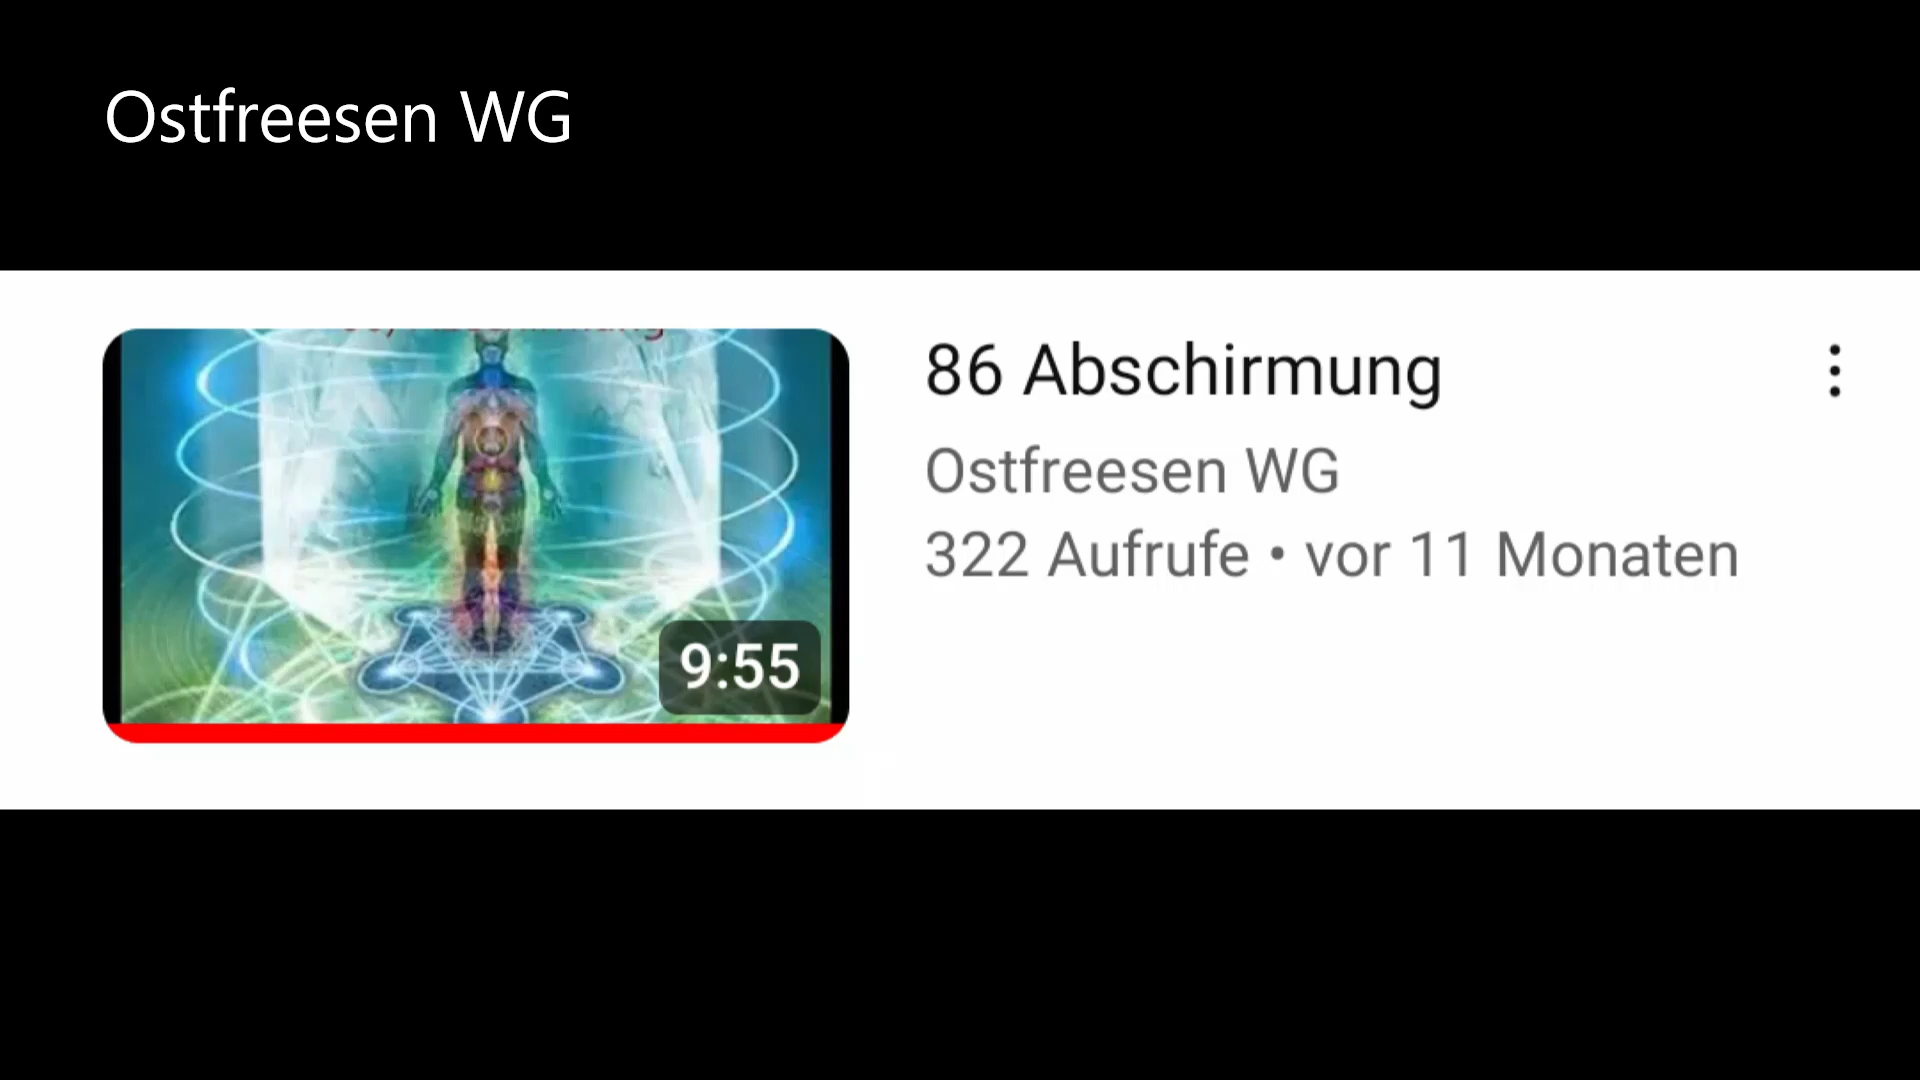 Ostfreesen WG
86 Abschirmung
Ostfreesen WG
322 Aufrufe • vor 11 Monaten
9:55